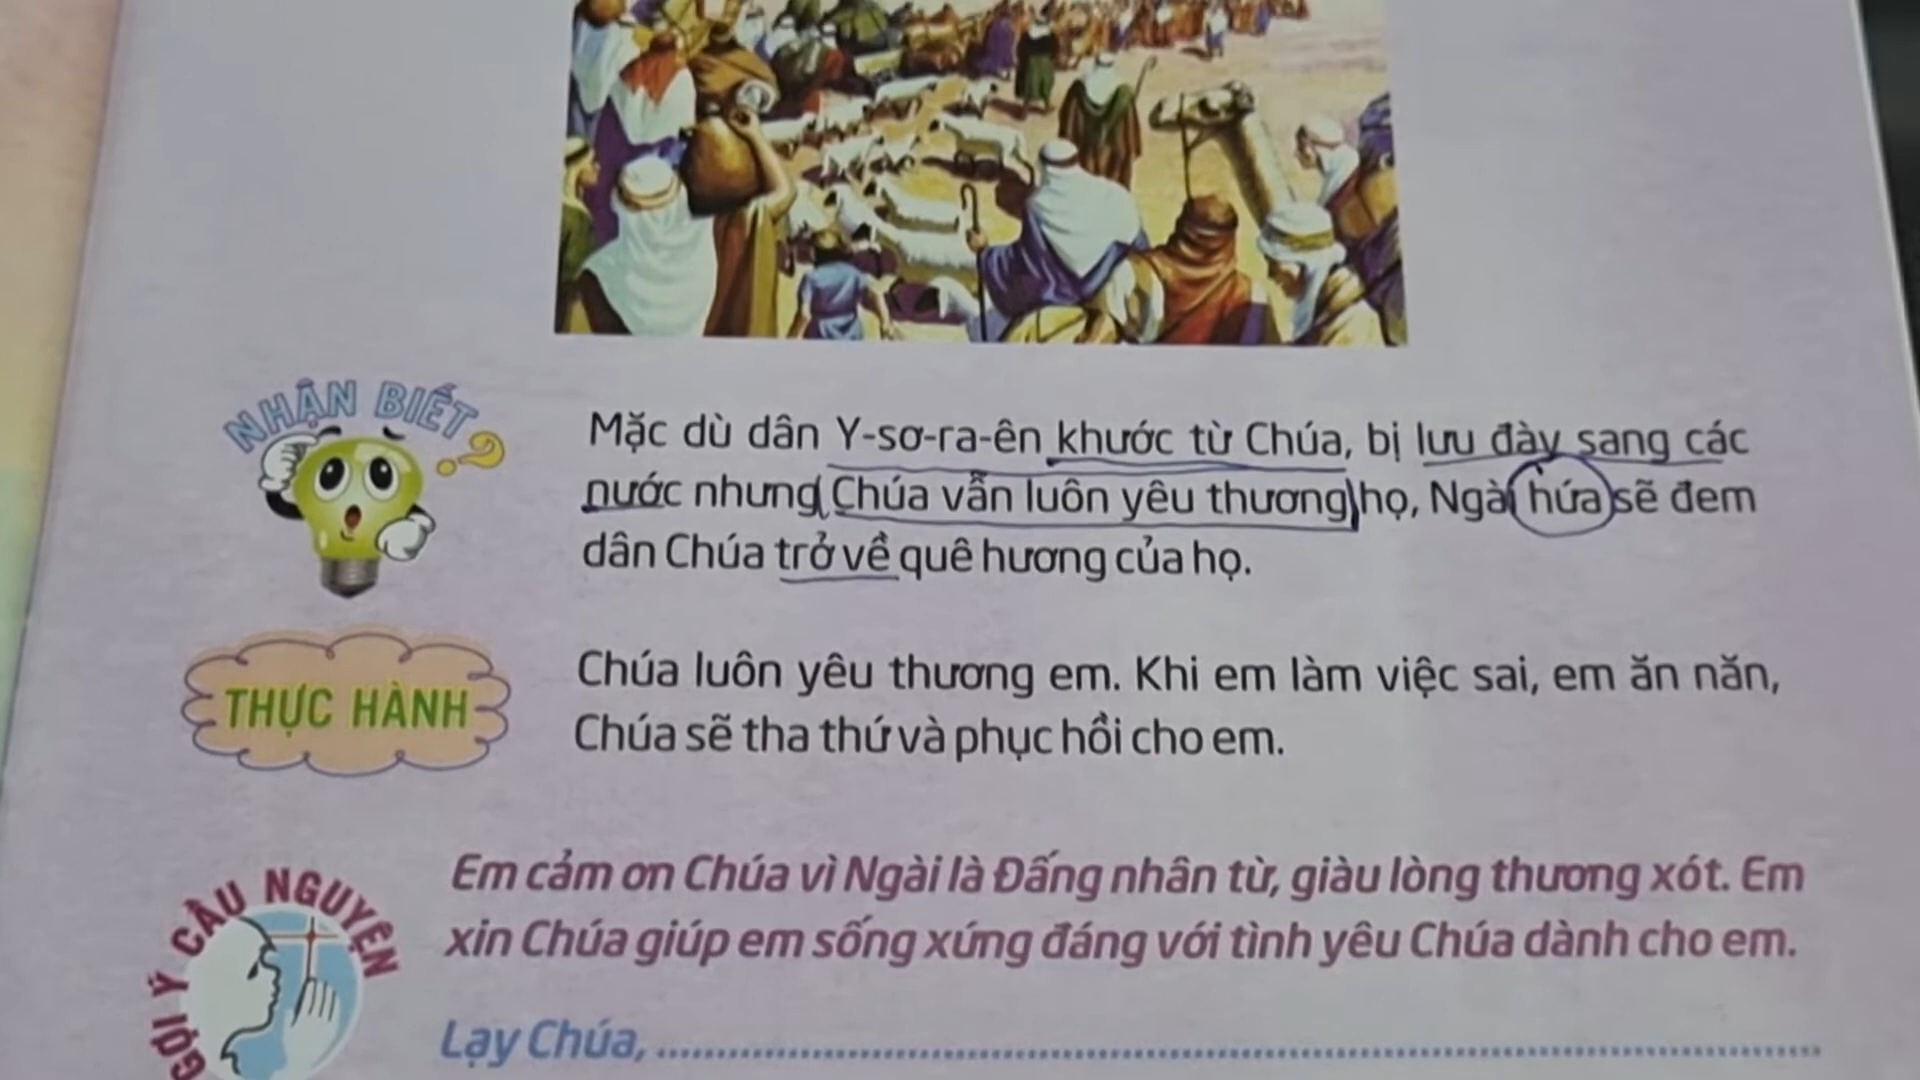 NHẬN BIẾT?
Mặc dù dân Y-sơ-ra-ên khước từ Chúa, bị lưu đày sang các
nước nhưng Chúa vẫn luôn yêu thương họ, Ngài hứa sẽ đem
dân Chúa trở về quê hương của họ.
THỰC HÀNH
Chúa luôn yêu thương em. Khi em làm việc sai, em ăn năn,
Chúa sẽ tha thứ và phục hồi cho em.
GỢI Ý CẦU NGUYỆN
Em cảm ơn Chúa vì Ngài là Đấng nhân từ, giàu lòng thương xót. Em
xin Chúa giúp em sống xứng đáng với tình yêu Chúa dành cho em.
Lạy Chúa, ........................................................................